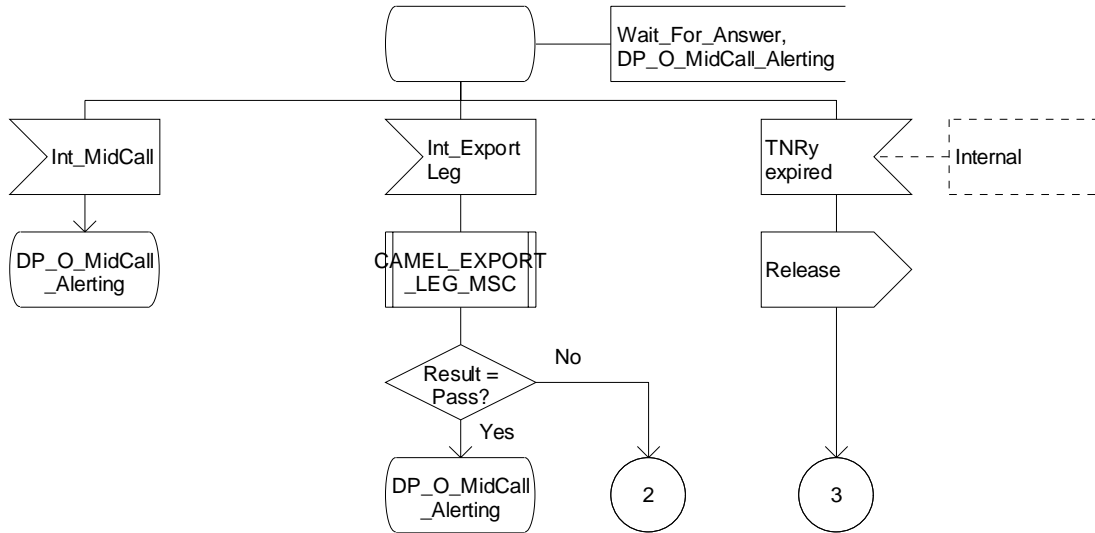 Wait_For_Answer,
DP_O_MidCall_Alerting
Int_MidCall
Int_Export
Leg
TNRy
expired
Internal
DP_O_MidCall
_Alerting
CAMEL_EXPORT
_LEG_MSC
Release
Result =
Pass?
No
Yes
DP_O_MidCall
_Alerting
2
3